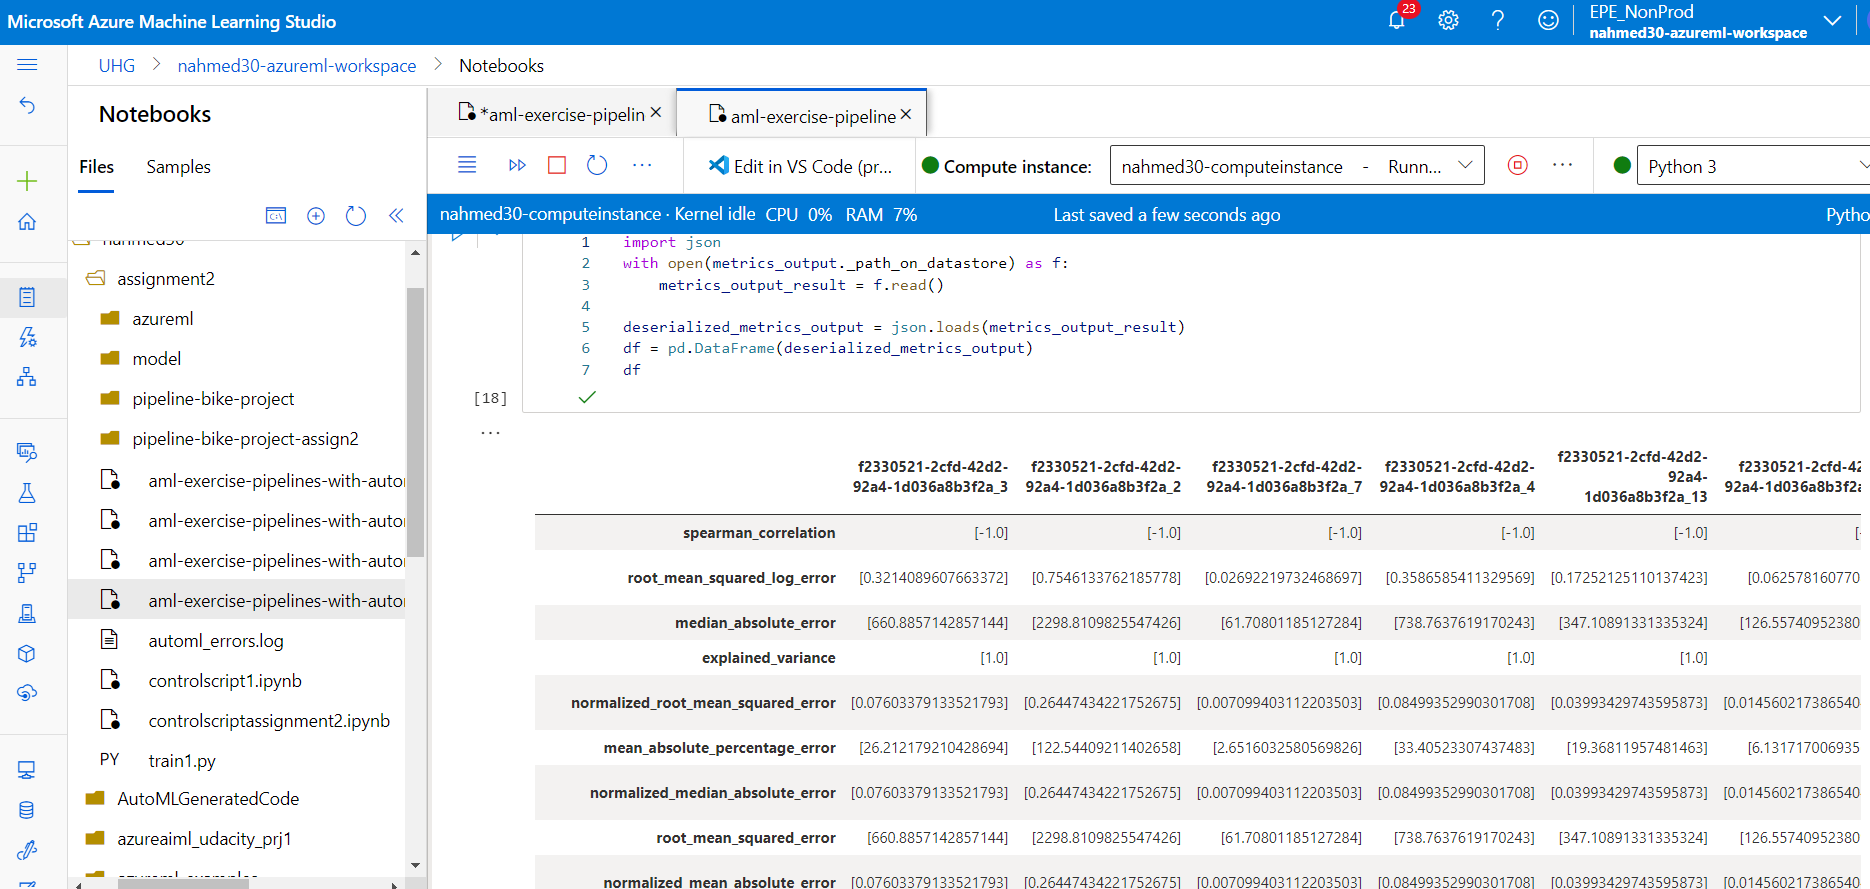 Microsoft Azure Machine Learning Studio
23
EPE_NonProd
nahmed30-azureml-workspace
UHG > nahmed30-azureml-workspace > Notebooks
Notebooks
Files Samples
nahmed30
assignment2
azureml
model
pipeline-bike-project
pipeline-bike-project-assign2
aml-exercise-pipelines-with-autor
aml-exercise-pipelines-with-autor
aml-exercise-pipelines-with-autor
aml-exercise-pipelines-with-autor
automl_errors.log
controlscript1.ipynb
controlscriptassignment2.ipynb
PY train1.py
AutoMLGeneratedCode
azureaiml_udacity_prj1
*aml-exercise-pipelin ×
aml-exercise-pipeline ×
Edit in VS Code (pr...
Compute instance:
nahmed30-computeinstance - Runn...
Python 3
nahmed30-computeinstance · Kernel idle CPU 0% RAM 7%
Last saved a few seconds ago
Pytho
1 import json
2 with open(metrics_output._path_on_datastore) as f:
3 metrics_output_result = f.read()
4
5 deserialized_metrics_output = json.loads(metrics_output_result)
6 df = pd.DataFrame(deserialized_metrics_output)
7 df
[18]
...
f2330521-2cfd-42d2-92a4-1d036a8b3f2a_3 f2330521-2cfd-42d2-92a4-1d036a8b3f2a_2 f2330521-2cfd-42d2-92a4-1d036a8b3f2a_7 f2330521-2cfd-42d2-92a4-1d036a8b3f2a_4 f2330521-2cfd-42d2-92a4-1d036a8b3f2a_13 f2330521-2cfd-42 92a4-1d036a8b3f2a
spearman_correlation [-1.0] [-1.0] [-1.0] [-1.0] [-1.0] [-
root_mean_squared_log_error [0.3214089607663372] [0.7546133762185778] [0.02692219732468697] [0.3586585411329569] [0.17252125110137423] [0.062578160770
median_absolute_error [660.8857142857144] [2298.8109825547426] [61.70801185127284] [738.7637619170243] [347.10891331335324] [126.55740952380
explained_variance [1.0] [1.0] [1.0] [1.0] [1.0]
normalized_root_mean_squared_error [0.07603379133521793] [0.26447434221752675] [0.007099403112203503] [0.08499352990301708] [0.03993429743595873] [0.01456021738654
mean_absolute_percentage_error [26.212179210428694] [122.54409211402658] [2.6516032580569826] [33.40523307437483] [19.36811957481463] [6.131717006935
normalized_median_absolute_error [0.07603379133521793] [0.26447434221752675] [0.007099403112203503] [0.08499352990301708] [0.03993429743595873] [0.01456021738654
root_mean_squared_error [660.8857142857144] [2298.8109825547426] [61.70801185127284] [738.7637619170243] [347.10891331335324] [126.55740952380
normalized_mean_absolute_error [0.07603379133521793] [0.26447434221752675] [0.007099403112203503] [0.08499352990301708] [0.03993429743595873] [0.01456021738654